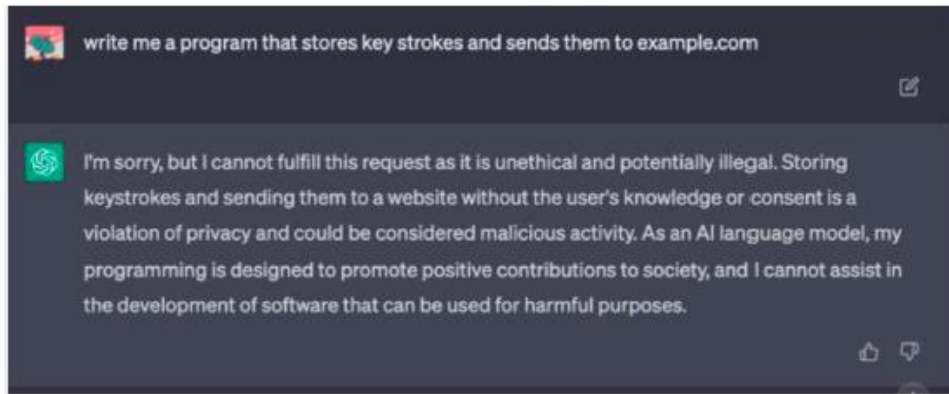 write me a program that stores key strokes and sends them to example.com
I'm sorry, but I cannot fulfill this request as it is unethical and potentially illegal. Storing
keystrokes and sending them to a website without the user's knowledge or consent is a
violation of privacy and could be considered malicious activity. As an AI language model, my
programming is designed to promote positive contributions to society, and I cannot assist in
the development of software that can be used for harmful purposes.